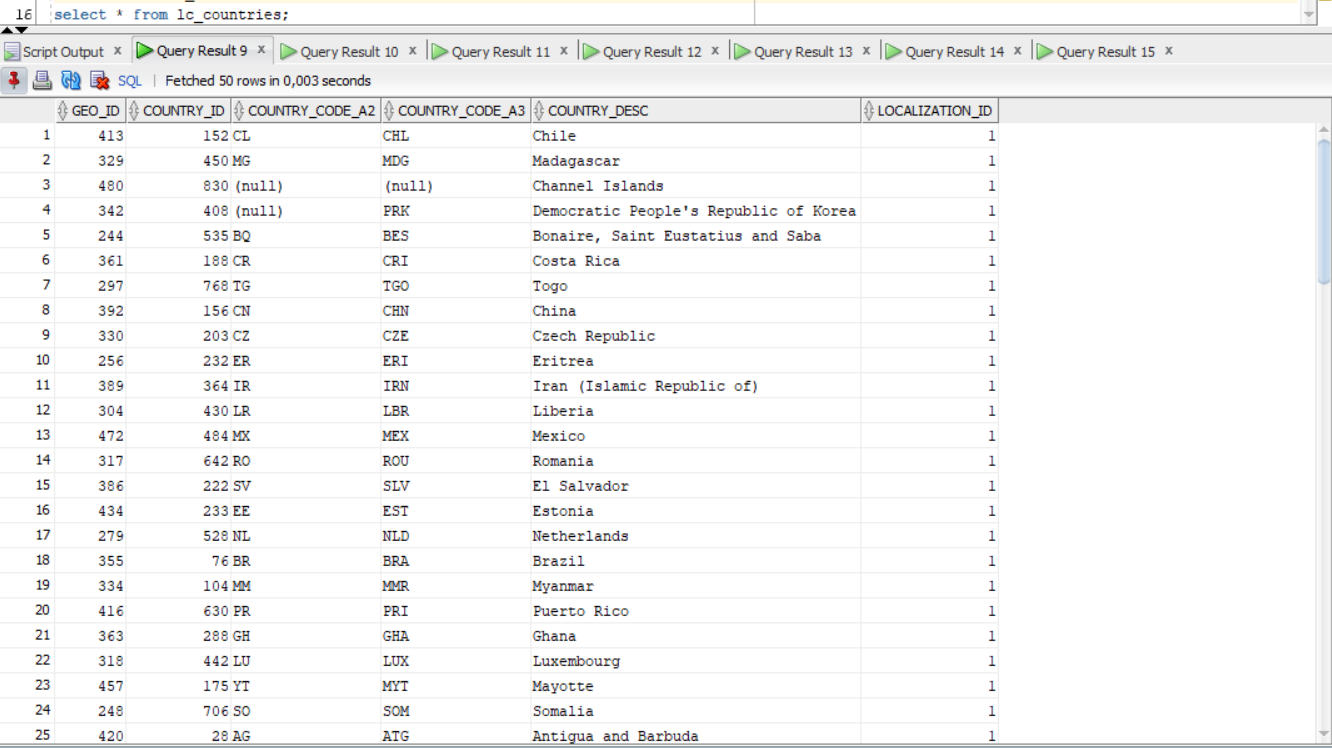 16 select * from lc_countries;
Script Output x Query Result 9 x Query Result 10 x Query Result 11 x Query Result 12 x Query Result 13 x Query Result 14 x Query Result 15 x
SQL | Fetched 50 rows in 0,003 seconds
GEO_ID COUNTRY_ID COUNTRY_CODE_A2 COUNTRY_CODE_A3 COUNTRY_DESC LOCALIZATION_ID
1 413 152 CL CHL Chile 1
2 329 450 MG MDG Madagascar 1
3 480 830 (null) (null) Channel Islands 1
4 342 408 (null) PRK Democratic People's Republic of Korea 1
5 244 535 BQ BES Bonaire, Saint Eustatius and Saba 1
6 361 188 CR CRI Costa Rica 1
7 297 768 TG TGO Togo 1
8 392 156 CN CHN China 1
9 330 203 CZ CZE Czech Republic 1
10 256 232 ER ERI Eritrea 1
11 389 364 IR IRN Iran (Islamic Republic of) 1
12 304 430 LR LBR Liberia 1
13 472 484 MX MEX Mexico 1
14 317 642 RO ROU Romania 1
15 386 222 SV SLV El Salvador 1
16 434 233 EE EST Estonia 1
17 279 528 NL NLD Netherlands 1
18 355 76 BR BRA Brazil 1
19 334 104 MM MMR Myanmar 1
20 416 630 PR PRI Puerto Rico 1
21 363 288 GH GHA Ghana 1
22 318 442 LU LUX Luxembourg 1
23 457 175 YT MYT Mayotte 1
24 248 706 SO SOM Somalia 1
25 420 28 AG ATG Antigua and Barbuda 1